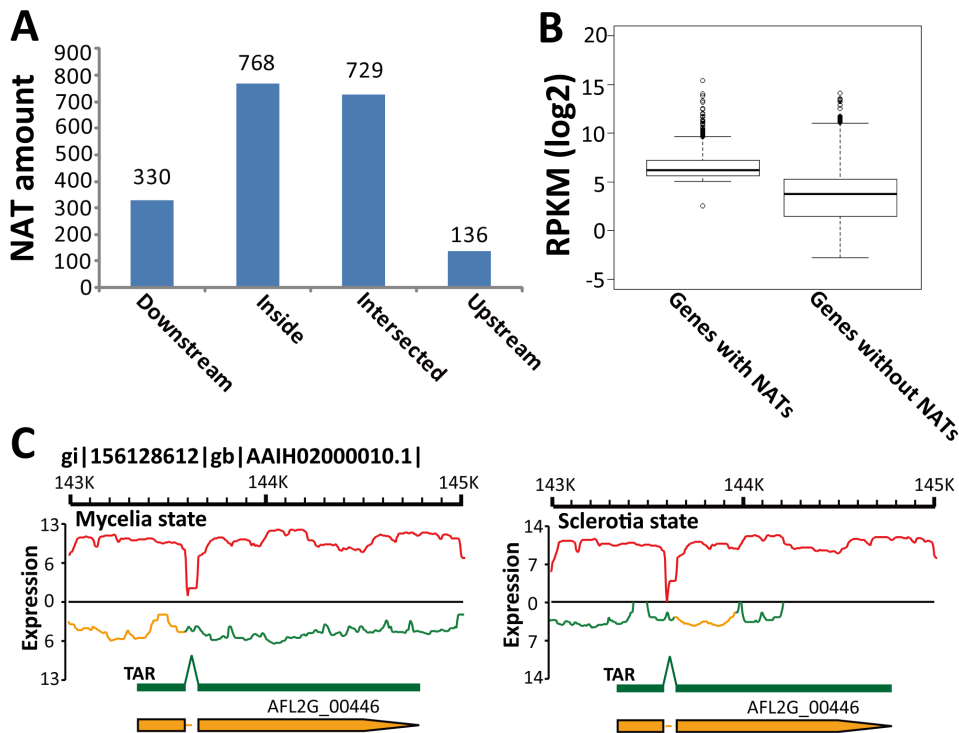 A
NAT amount
900
800
700
600
500
400
300
200
100
0
330
768
729
136
Downstream
Inside
Intersected
Upstream
B
RPKM (log2)
20
15
10
5
0
-5
Genes with NATs
Genes without NATs
C
gi|156128612|gb|AAIH02000010.1|
143K 144K 145K
Mycelia state
Expression
13
6
0
6
13
TAR
AFL2G_00446
143K 144K 145K
Sclerotia state
Expression
14
7
0
7
14
TAR
AFL2G_00446